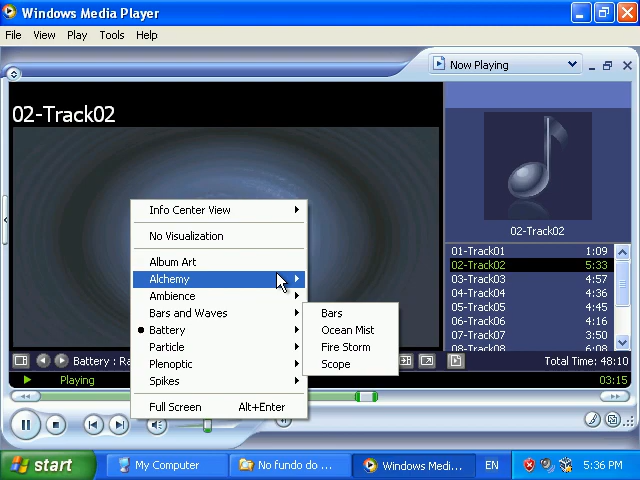 Windows Media Player
File View Play Tools Help
Now Playing
02-Track02
02-Track02
01-Track01 1:09
02-Track02 5:33
03-Track03 4:57
04-Track04 4:36
05-Track05 4:45
06-Track06 4:16
07-Track07 3:50
08-Track08 6:08
Total Time: 48:10
Info Center View
No Visualization
Album Art
Alchemy
Ambience
Bars and Waves
Battery
Particle
Plenoptic
Spikes
Full Screen Alt+Enter
Bars
Ocean Mist
Fire Storm
Scope
Battery : Ra
Playing
03:15
start
My Computer
No fundo do ...
Windows Medi...
EN
5:36 PM